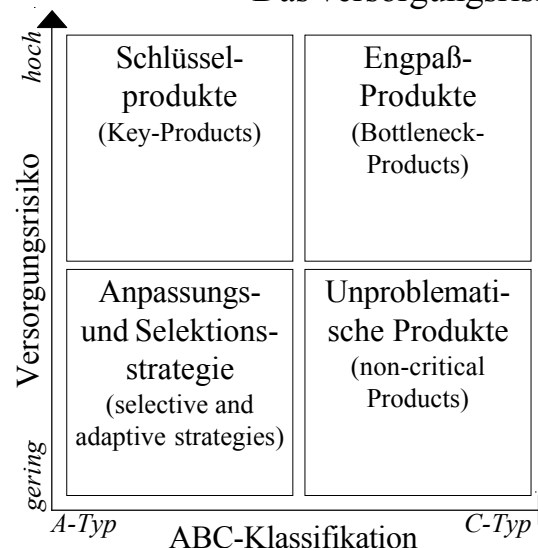 hoch
Schlüssel-
produkte
(Key-Products)
Engpaß-
Produkte
(Bottleneck-
Products)
Versorgungsrisiko
Anpassungs-
und Selektions-
strategie
(selective and
adaptive strategies)
Unproblemati-
sche Produkte
(non-critical
Products)
gering
A-Typ
ABC-Klassifikation
C-Typ